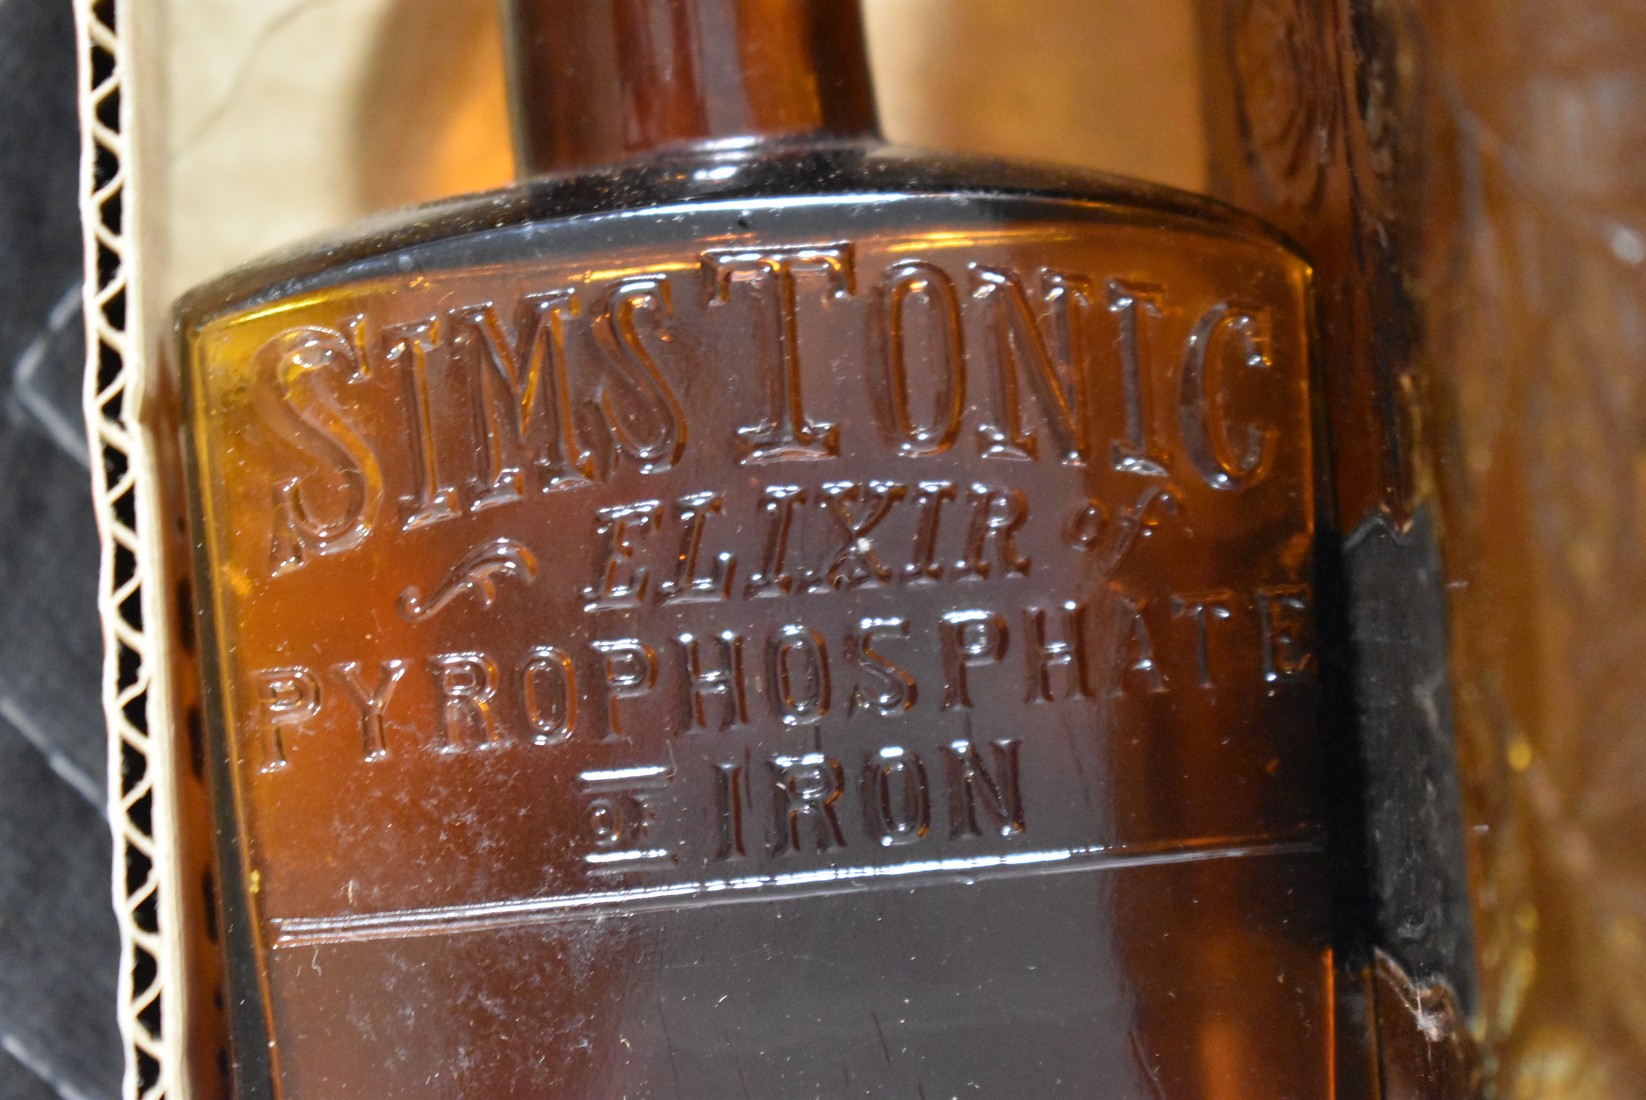 SIMS TONIC
ELIXIR of
PYROPHOSPHATE
OF IRON